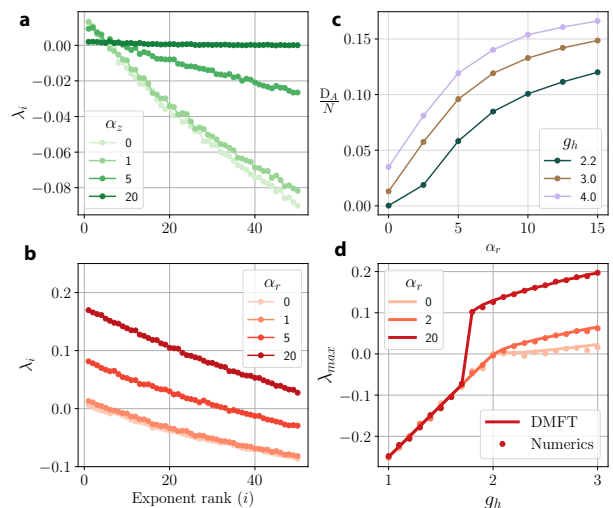 a
0.00
−0.02
−0.04
−0.06
−0.08
λi
αz
0
1
5
20
0
20
40
c
0.15
0.10
0.05
0.00
D_A/N
gh
2.2
3.0
4.0
0
5
10
15
αr
b
0.2
0.1
0.0
−0.1
λi
αr
0
1
5
20
0
20
40
Exponent rank (i)
d
0.2
0.1
0.0
−0.1
−0.2
λmax
αr
0
2
20
DMFT
Numerics
1
2
3
gh